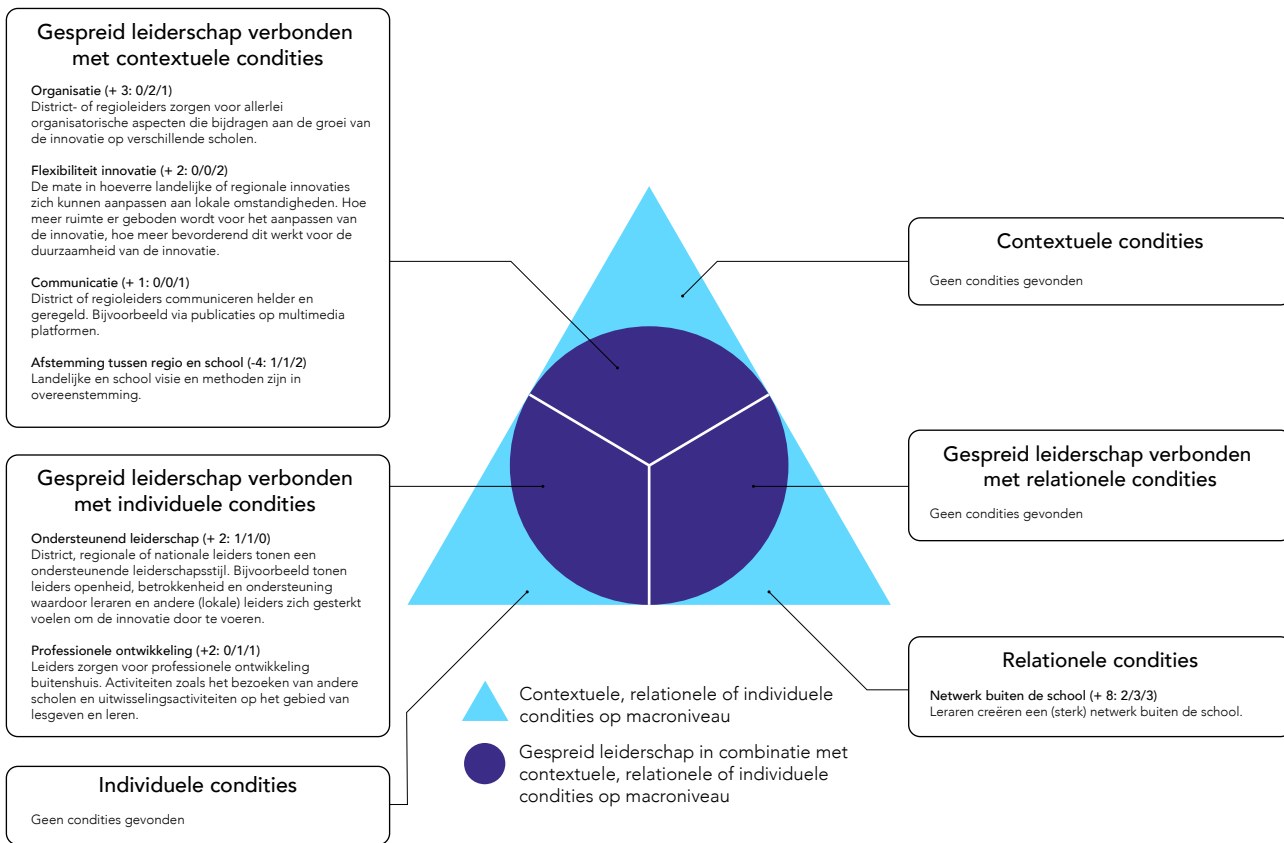 Gespreid leiderschap verbonden
met contextuele condities
Organisatie (+ 3: 0/2/1)
District- of regioleiders zorgen voor allerlei
organisatorische aspecten die bijdragen aan de groei van
de innovatie op verschillende scholen.
Flexibiliteit innovatie (+ 2: 0/0/2)
De mate in hoeverre landelijke of regionale innovaties
zich kunnen aanpassen aan lokale omstandigheden. Hoe
meer ruimte er geboden wordt voor het aanpassen van
de innovatie, hoe meer bevorderend dit werkt voor de
duurzaamheid van de innovatie.
Communicatie (+ 1: 0/0/1)
District of regioleiders communiceren helder en
geregeld. Bijvoorbeeld via publicaties op multimedia
platformen.
Afstemming tussen regio en school (-4: 1/1/2)
Landelijke en school visie en methoden zijn in
overeenstemming.
Gespreid leiderschap verbonden
met individuele condities
Ondersteunend leiderschap (+ 2: 1/1/0)
District, regionale of nationale leiders tonen een
ondersteunende leiderschapsstijl. Bijvoorbeeld tonen
leiders openheid, betrokkenheid en ondersteuning
waardoor leraren en andere (lokale) leiders zich gesterkt
voelen om de innovatie door te voeren.
Professionele ontwikkeling (+2: 0/1/1)
Leiders zorgen voor professionele ontwikkeling
buitenshuis. Activiteiten zoals het bezoeken van andere
scholen en uitwisselingsactiviteiten op het gebied van
lesgeven en leren.
Individuele condities
Geen condities gevonden
Contextuele, relationele of individuele
condities op macroniveau
Gespreid leiderschap in combinatie met
contextuele, relationele of individuele
condities op macroniveau
Contextuele condities
Geen condities gevonden
Gespreid leiderschap verbonden
met relationele condities
Geen condities gevonden
Relationele condities
Netwerk buiten de school (+ 8: 2/3/3)
Leraren creëren een (sterk) netwerk buiten de school.